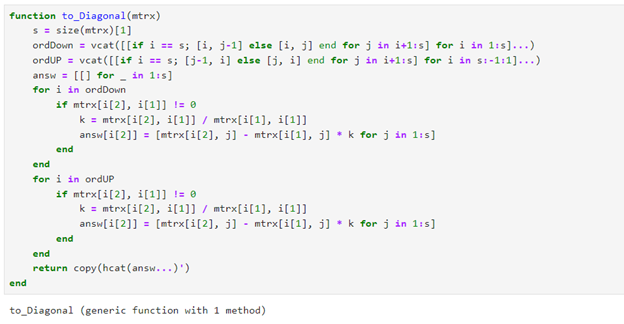 function to_Diagonal(mtrx)
    s = size(mtrx)[1]
    ordDown = vcat([[if i == s; [i, j-1] else [i, j] end for j in i+1:s] for i in 1:s]...)
    ordUP = vcat([[if i == s; [j-1, i] else [j, i] end for j in i+1:s] for i in s:-1:1]...)
    answ = [[] for _ in 1:s]
    for i in ordDown
        if mtrx[i[2], i[1]] != 0
            k = mtrx[i[2], i[1]] / mtrx[i[1], i[1]]
            answ[i[2]] = [mtrx[i[2], j] - mtrx[i[1], j] * k for j in 1:s]
        end
    end
    for i in ordUP
        if mtrx[i[2], i[1]] != 0
            k = mtrx[i[2], i[1]] / mtrx[i[1], i[1]]
            answ[i[2]] = [mtrx[i[2], j] - mtrx[i[1], j] * k for j in 1:s]
        end
    end
    return copy(hcat(answ...)')
end
to_Diagonal (generic function with 1 method)